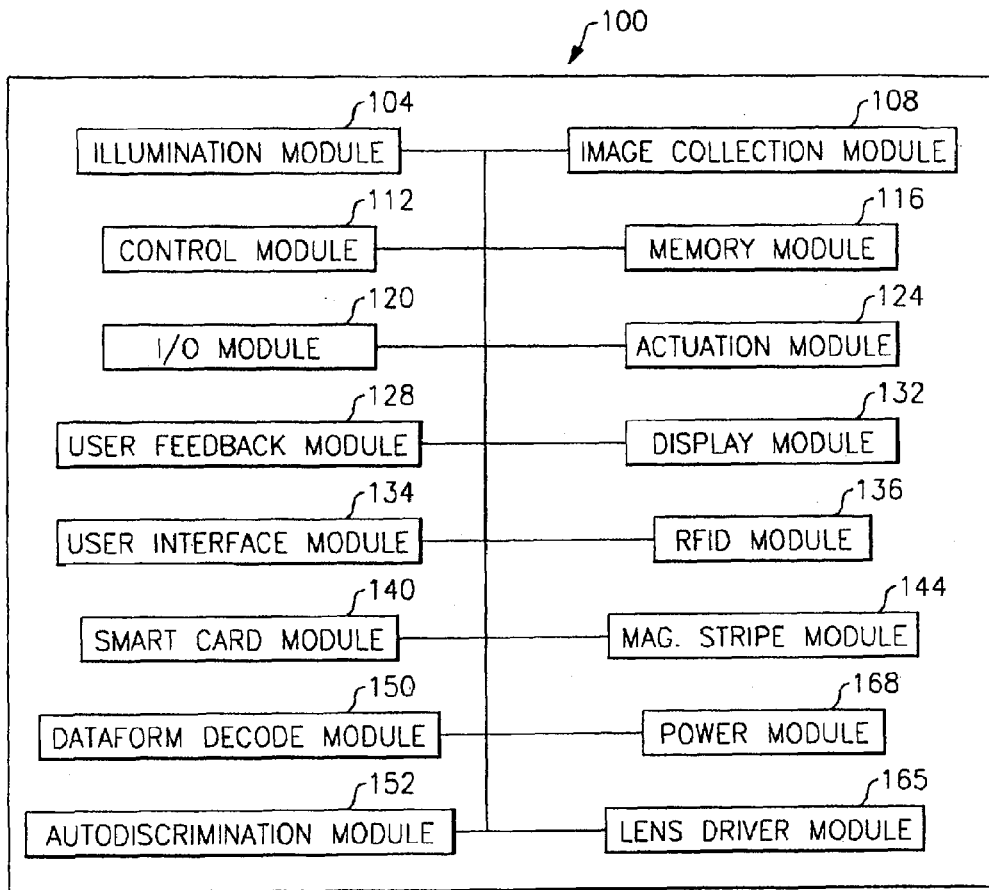 100
104 108
ILLUMINATION MODULE IMAGE COLLECTION MODULE
112 116
CONTROL MODULE MEMORY MODULE
120 124
I/O MODULE ACTUATION MODULE
128 132
USER FEEDBACK MODULE DISPLAY MODULE
134 136
USER INTERFACE MODULE RFID MODULE
140 144
SMART CARD MODULE MAG. STRIPE MODULE
150 168
DATAFORM DECODE MODULE POWER MODULE
152 165
AUTODISCRIMINATION MODULE LENS DRIVER MODULE